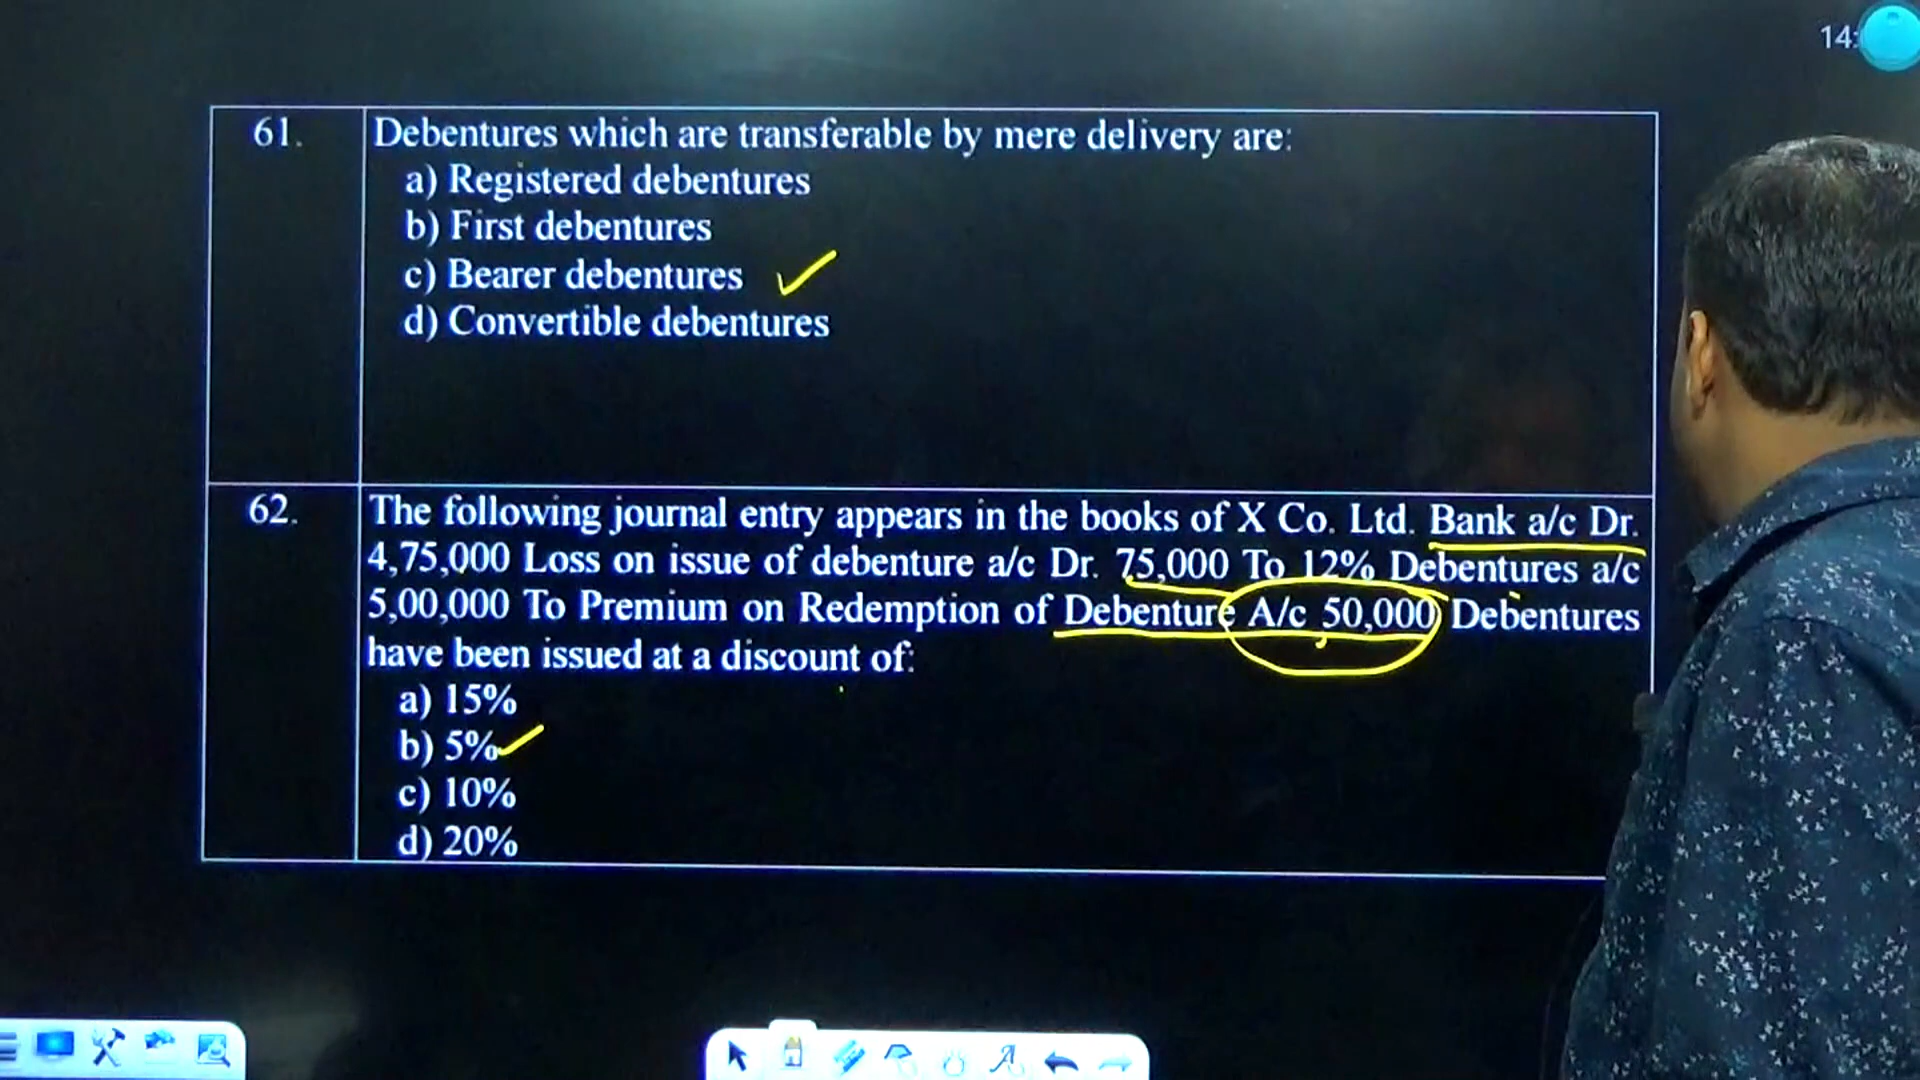 14:
61. Debentures which are transferable by mere delivery are:
a) Registered debentures
b) First debentures
c) Bearer debentures
d) Convertible debentures
62. The following journal entry appears in the books of X Co. Ltd. Bank a/c Dr.
4,75,000 Loss on issue of debenture a/c Dr. 75,000 To 12% Debentures a/c
5,00,000 To Premium on Redemption of Debenture A/c 50,000 Debentures
have been issued at a discount of:
a) 15%
b) 5%
c) 10%
d) 20%